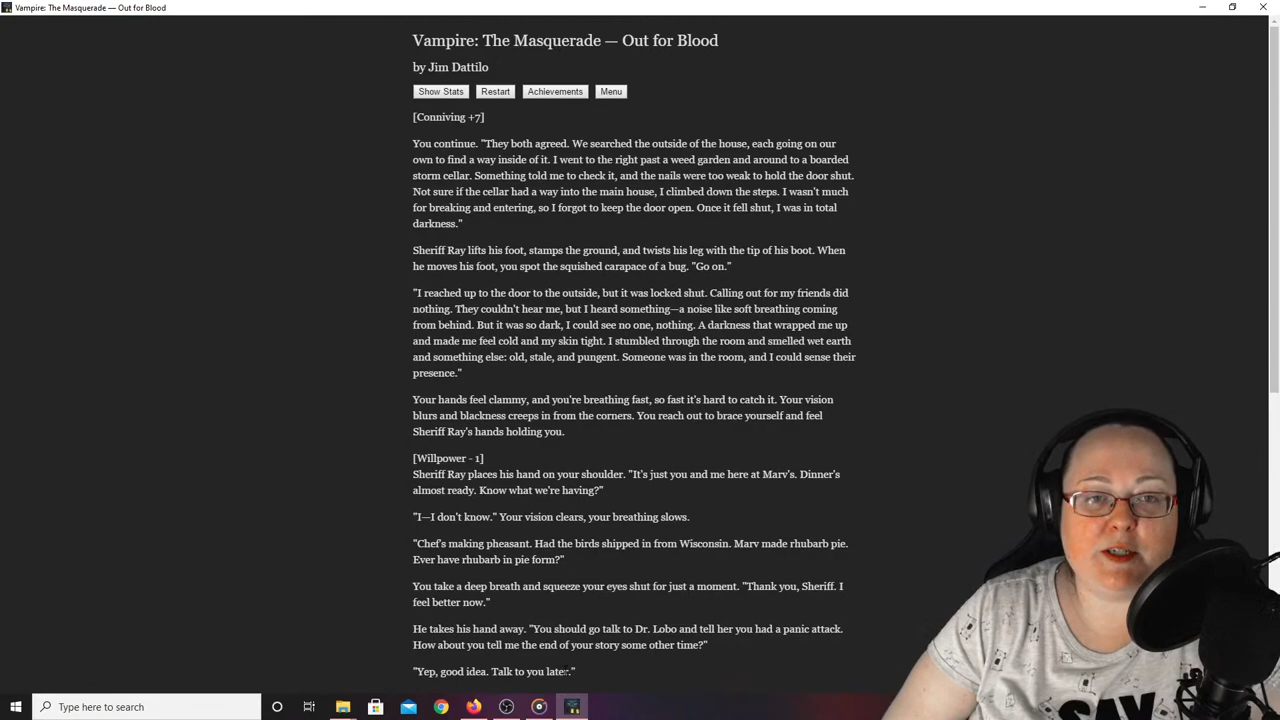 Vampire: The Masquerade — Out for Blood
Vampire: The Masquerade — Out for Blood
by Jim Dattilo
Show Stats Restart Achievements Menu
[Conniving +7]
You continue. "They both agreed. We searched the outside of the house, each going on our
own to find a way inside of it. I went to the right past a weed garden and around to a boarded
storm cellar. Something told me to check it, and the nails were too weak to hold the door shut.
Not sure if the cellar had a way into the main house, I climbed down the steps. I wasn't much
for breaking and entering, so I forgot to keep the door open. Once it fell shut, I was in total
darkness."
Sheriff Ray lifts his foot, stamps the ground, and twists his leg with the tip of his boot. When
he moves his foot, you spot the squished carapace of a bug. "Go on."
"I reached up to the door to the outside, but it was locked shut. Calling out for my friends did
nothing. They couldn't hear me, but I heard something—a noise like soft breathing coming
from behind. But it was so dark, I could see no one, nothing. A darkness that wrapped me up
and made me feel cold and my skin tight. I stumbled through the room and smelled wet earth
and something else: old, stale, and pungent. Someone was in the room, and I could sense their
presence."
Your hands feel clammy, and you're breathing fast, so fast it's hard to catch it. Your vision
blurs and blackness creeps in from the corners. You reach out to brace yourself and feel
Sheriff Ray's hands holding you.
[Willpower - 1]
Sheriff Ray places his hand on your shoulder. "It's just you and me here at Marv's. Dinner's
almost ready. Know what we're having?"
"I—I don't know." Your vision clears, your breathing slows.
"Chef's making pheasant. Had the birds shipped in from Wisconsin. Marv made rhubarb pie.
Ever have rhubarb in pie form?"
You take a deep breath and squeeze your eyes shut for just a moment. "Thank you, Sheriff. I
feel better now."
He takes his hand away. "You should go talk to Dr. Lobo and tell her you had a panic attack.
How about you tell me the end of your story some other time?"
"Yep, good idea. Talk to you later."
SAY
Type here to search